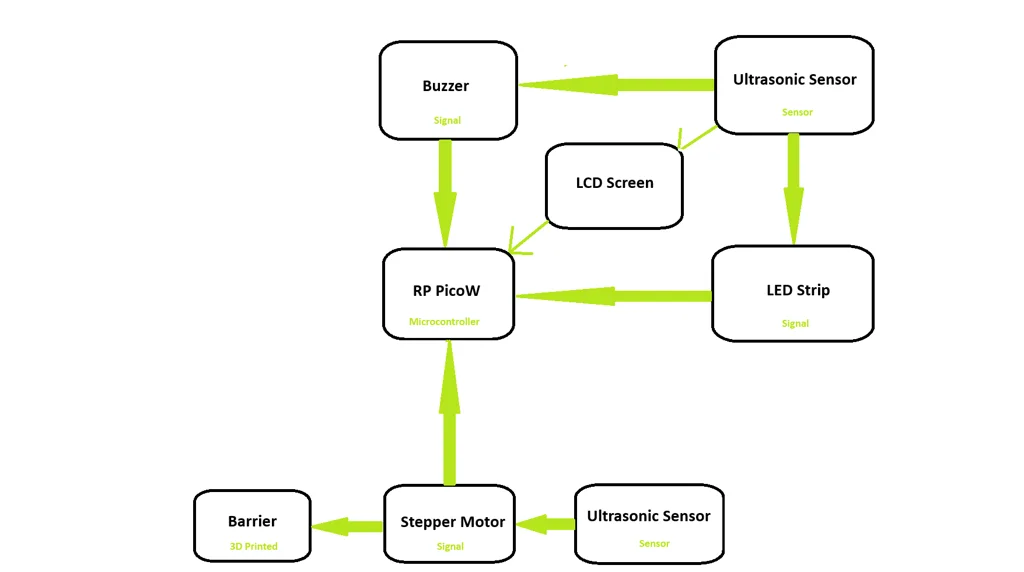 Buzzer
Signal
Ultrasonic Sensor
Sensor
LCD Screen
RP PicoW
Microcontroller
LED Strip
Signal
Barrier
3D Printed
Stepper Motor
Signal
Ultrasonic Sensor
Sensor